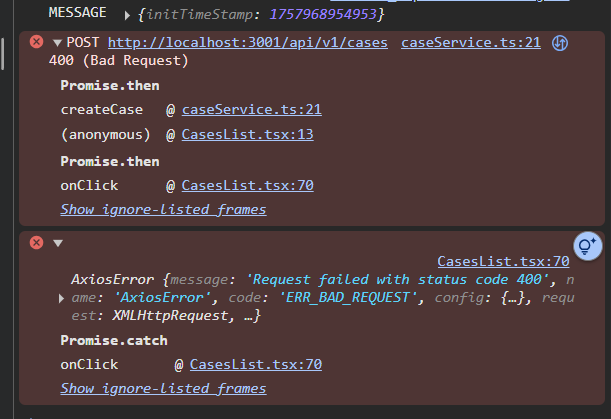 MESSAGE {initTimeStamp: 1757968954953}
POST http://localhost:3001/api/v1/cases caseService.ts:21
400 (Bad Request)
Promise.then
createCase @ caseService.ts:21
(anonymous) @ CasesList.tsx:13
Promise.then
onClick @ CasesList.tsx:70
Show ignore-listed frames
CasesList.tsx:70
AxiosError {message: 'Request failed with status code 400', n
ame: 'AxiosError', code: 'ERR_BAD_REQUEST', config: {…}, requ
est: XMLHttpRequest, …}
Promise.catch
onClick @ CasesList.tsx:70
Show ignore-listed frames